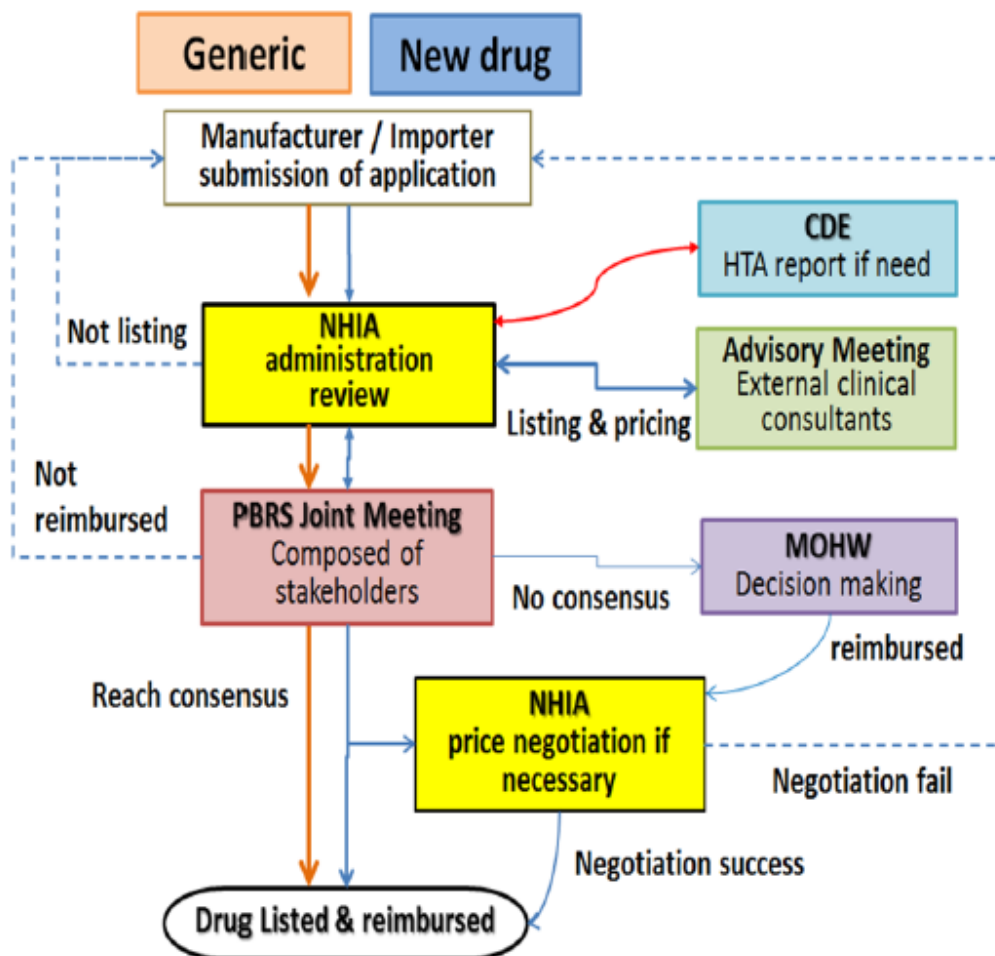 Generic
New drug
Manufacturer / Importer
submission of application
CDE
HTA report if need
Not listing
NHIA
administration
review
Advisory Meeting
External clinical
consultants
Listing & pricing
Not
reimbursed
PBRS Joint Meeting
Composed of
stakeholders
No consensus
MOHW
Decision making
reimbursed
Reach consensus
NHIA
price negotiation if
necessary
Negotiation fail
Negotiation success
Drug Listed & reimbursed